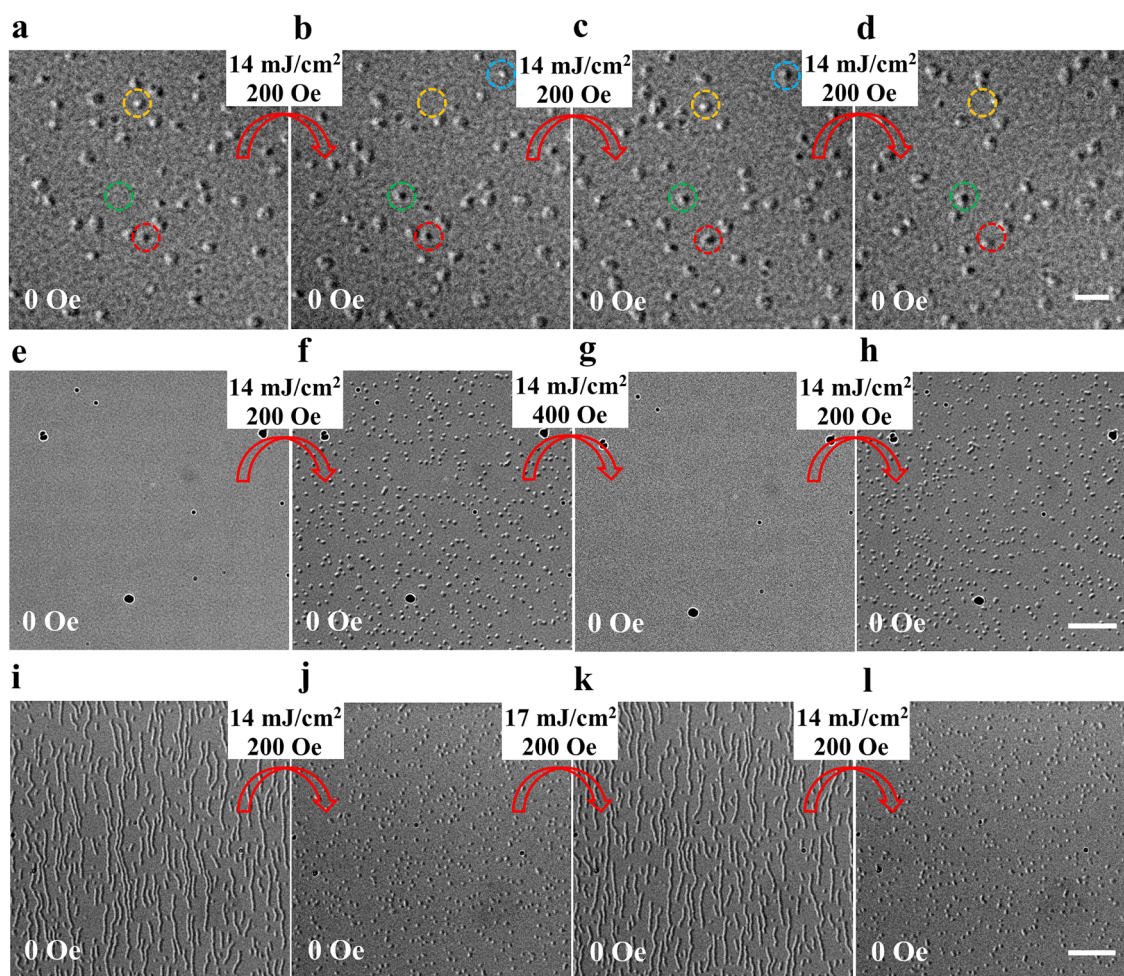 a b c d
14 mJ/cm² 14 mJ/cm² 14 mJ/cm²
200 Oe 200 Oe 200 Oe
0 Oe 0 Oe 0 Oe 0 Oe
e f g h
14 mJ/cm² 14 mJ/cm² 14 mJ/cm²
200 Oe 400 Oe 200 Oe
0 Oe 0 Oe 0 Oe 0 Oe
i j k l
14 mJ/cm² 17 mJ/cm² 14 mJ/cm²
200 Oe 200 Oe 200 Oe
0 Oe 0 Oe 0 Oe 0 Oe